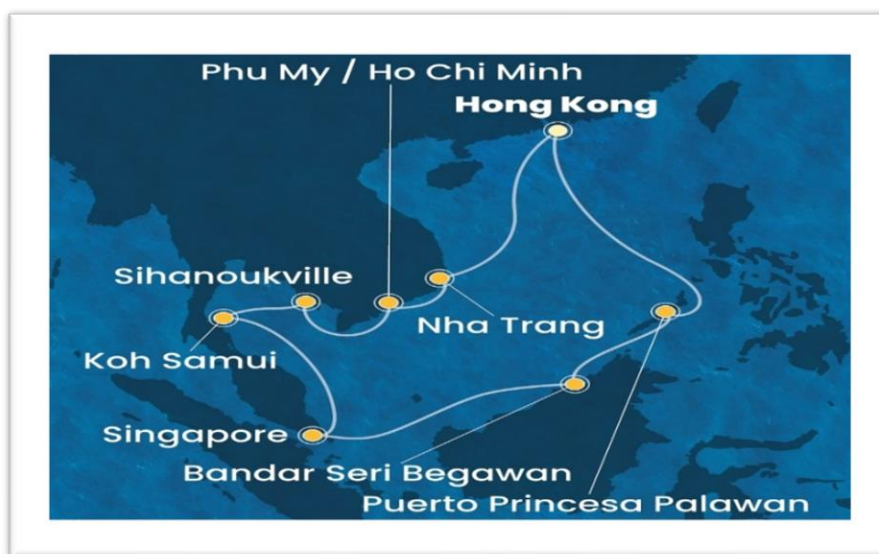 Phu My / Ho Chi Minh
Hong Kong
Sihanoukville
Nha Trang
Koh Samui
Singapore
Bandar Seri Begawan
Puerto Princesa Palawan